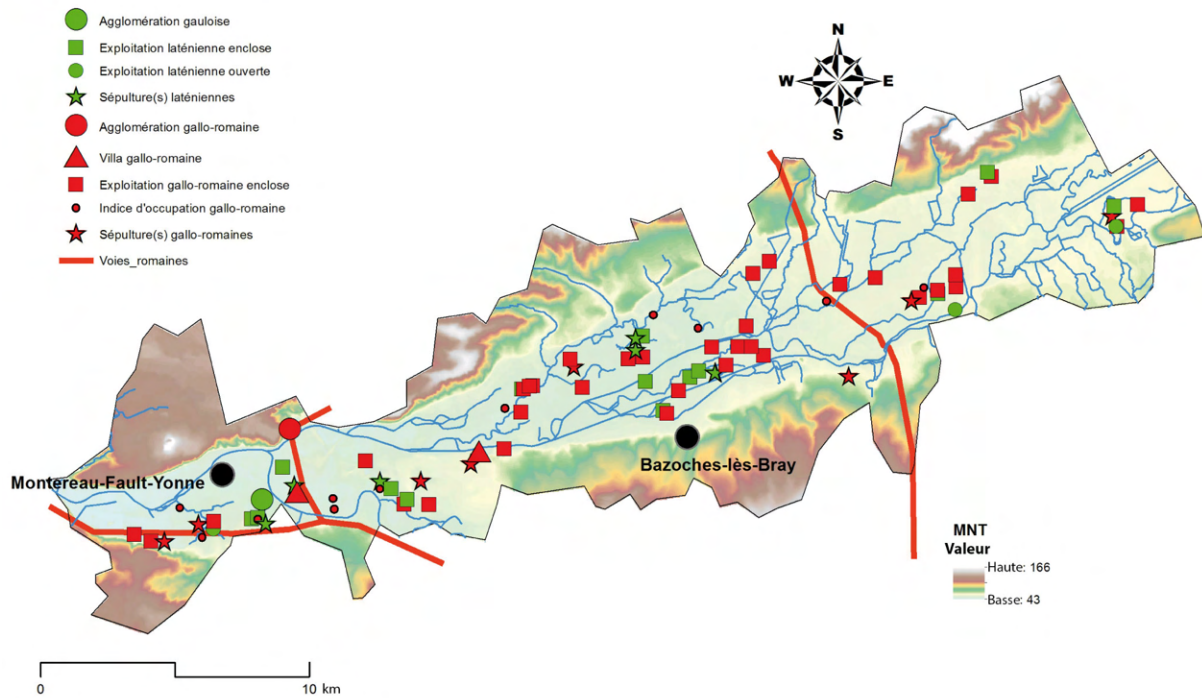 Agglomération gauloise
Exploitation laténienne enclose
Exploitation laténienne ouverte
Sépulture(s) laténiennes
Agglomération gallo-romaine
Villa gallo-romaine
Exploitation gallo-romaine enclose
Indice d'occupation gallo-romaine
Sépulture(s) gallo-romaines
Voies_romaines
N
W E
S
Montereau-Fault-Yonne
Bazoches-lès-Bray
MNT
Valeur
Haute: 166
Basse: 43
0 10 km